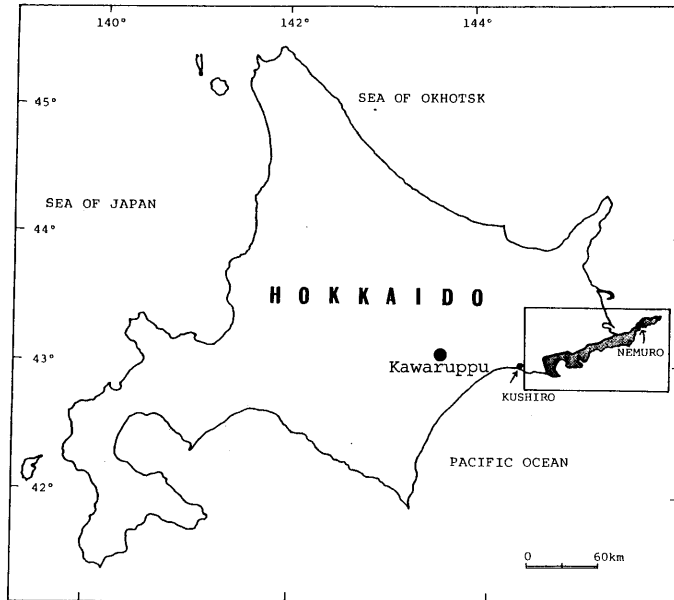 140°
142°
144°
45°
SEA OF OKHOTSK
SEA OF JAPAN
44°
HOKKAIDO
43°
Kawaruppu
NEMURO
KUSHIRO
PACIFIC OCEAN
42°
0 60km